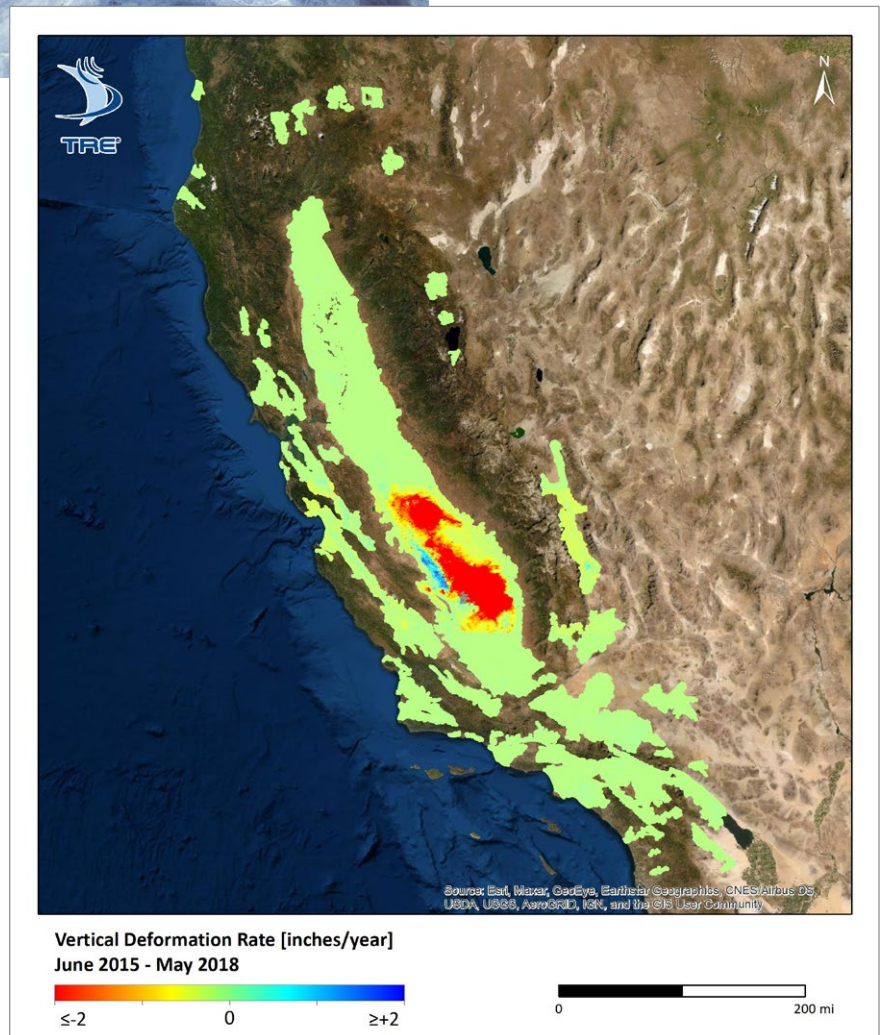 TRE
N
Source: Esri, Maxar, GeoEye, Earthstar Geographics, CNES/Airbus DS,
USDA, USGS, AeroGRID, IGN, and the GIS User Community
Vertical Deformation Rate [inches/year]
June 2015 - May 2018
≤-2 0 ≥+2
0 200 mi